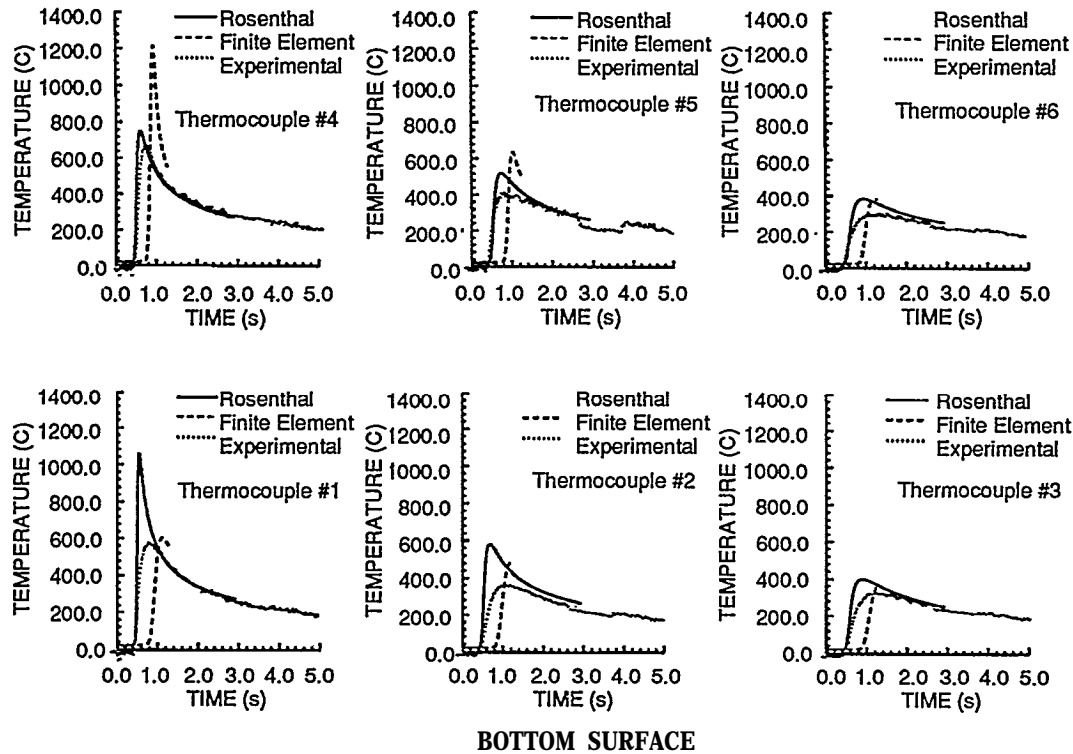 1400.0
1200.0
1000.0
800.0
600.0
400.0
200.0
0.0
TEMPERATURE (C)
Rosenthal
Finite Element
Experimental
Thermocouple #4
0.0 1.0 2.0 3.0 4.0 5.0
TIME (s)
1400.0
1200.0
1000.0
800.0
600.0
400.0
200.0
0.0
TEMPERATURE (C)
Rosenthal
Finite Element
Experimental
Thermocouple #5
0.0 1.0 2.0 3.0 4.0 5.0
TIME (s)
1400.0
1200.0
1000.0
800.0
600.0
400.0
200.0
0.0
TEMPERATURE (C)
Rosenthal
Finite Element
Experimental
Thermocouple #6
0.0 1.0 2.0 3.0 4.0 5.0
TIME (s)
1400.0
1200.0
1000.0
800.0
600.0
400.0
200.0
0.0
TEMPERATURE (C)
Rosenthal
Finite Element
Experimental
Thermocouple #1
0.0 1.0 2.0 3.0 4.0 5.0
TIME (s)
1400.0
1200.0
1000.0
800.0
600.0
400.0
200.0
0.0
TEMPERATURE (C)
Rosenthal
Finite Element
Experimental
Thermocouple #2
0.0 1.0 2.0 3.0 4.0 5.0
TIME (s)
1400.0
1200.0
1000.0
800.0
600.0
400.0
200.0
0.0
TEMPERATURE (C)
Rosenthal
Finite Element
Experimental
Thermocouple #3
0.0 1.0 2.0 3.0 4.0 5.0
TIME (s)
BOTTOM SURFACE